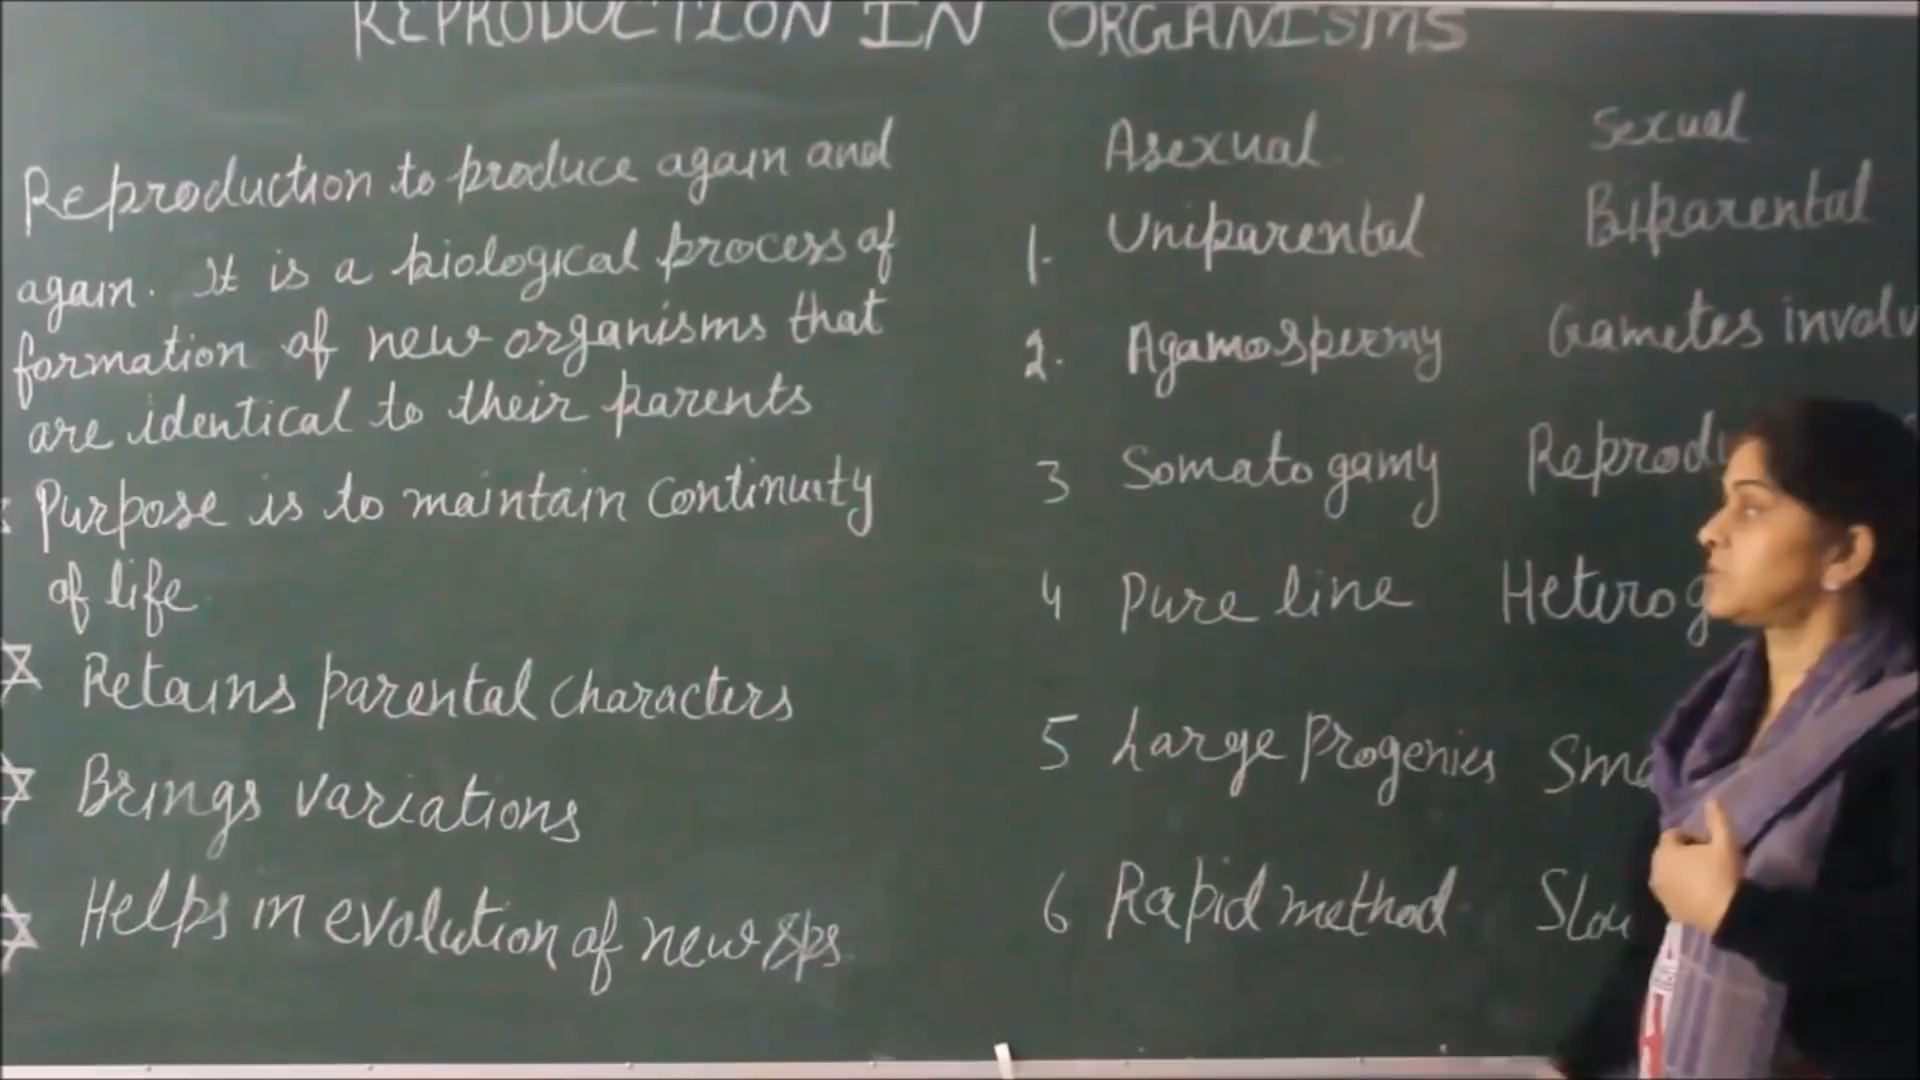 REPRODUCTION IN ORGANISMS
Reproduction to produce again and
again. It is a biological process of
formation of new organisms that
are identical to their parents
Purpose is to maintain continuity
of life
Retains parental characters
Brings variations
Helps in evolution of new sps.
Asexual Sexual
1. Uniparental Biparental
2. Agamospermy Gametes involv
3 Somatogamy Reprodu
4 Pure line Heterog
5 Large Progenies Sma
6 Rapid method Slow